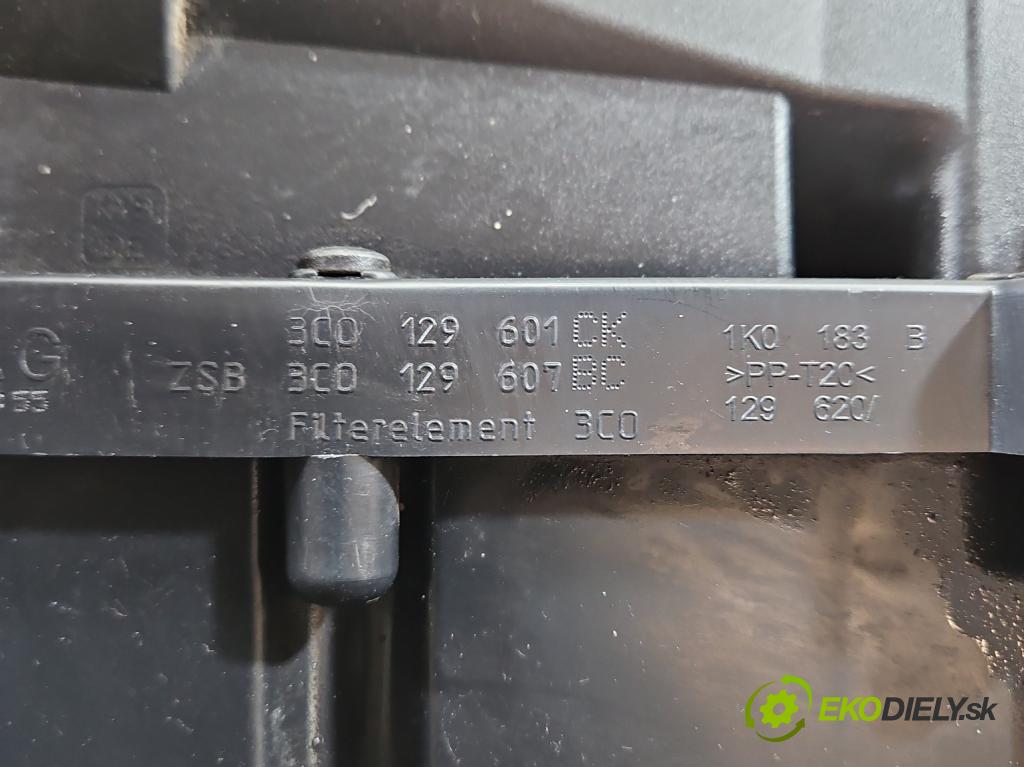 3C0 129 601 CK 1K0 183 B
G ZSB 3C0 129 607 BC >PP-T20<
Filterelement 3C0 129 620/
EKODIELY.sk